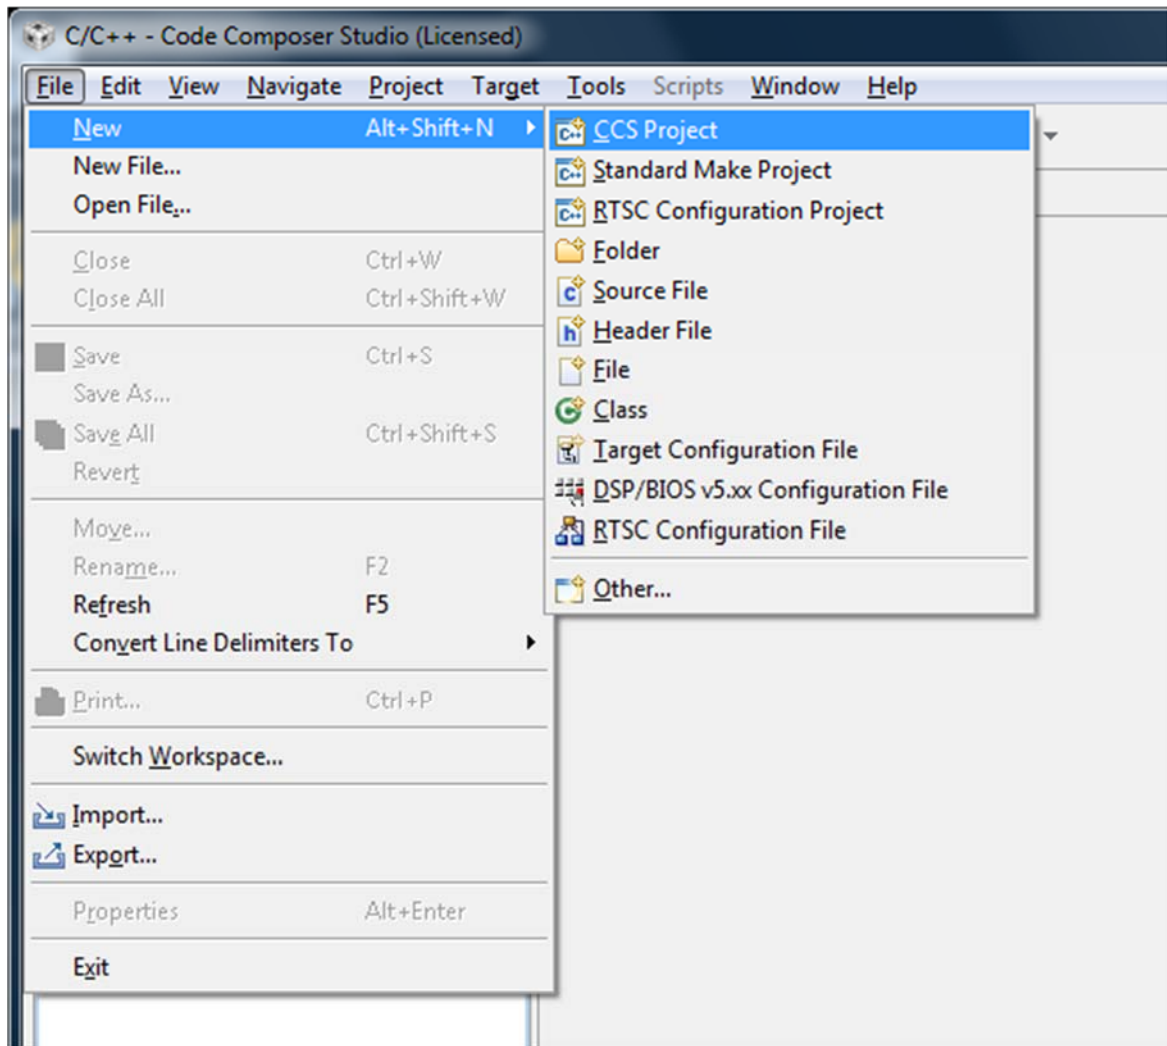 C/C++ - Code Composer Studio (Licensed)
File Edit View Navigate Project Target Tools Scripts Window Help
New Alt+Shift+N
New File...
Open File...
Close Ctrl+W
Close All Ctrl+Shift+W
Save Ctrl+S
Save As...
Save All Ctrl+Shift+S
Revert
Move...
Rename... F2
Refresh F5
Convert Line Delimiters To
Print... Ctrl+P
Switch Workspace...
Import...
Export...
Properties Alt+Enter
Exit
CCS Project
Standard Make Project
RTSC Configuration Project
Folder
Source File
Header File
File
Class
Target Configuration File
DSP/BIOS v5.xx Configuration File
RTSC Configuration File
Other...